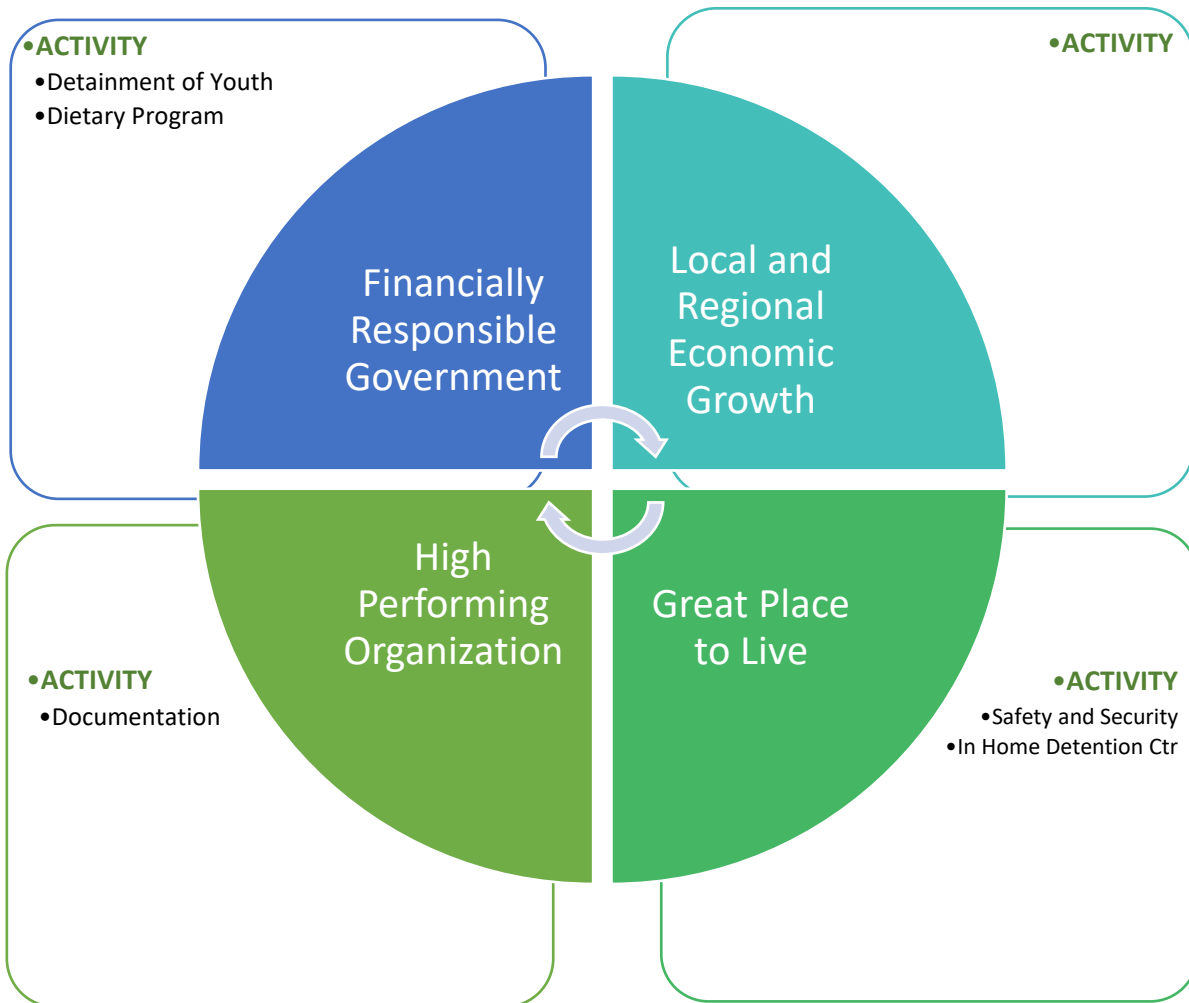 •ACTIVITY
•Detainment of Youth
•Dietary Program
•ACTIVITY
Financially
Responsible
Government
Local and
Regional
Economic
Growth
High
Performing
Organization
Great Place
to Live
•ACTIVITY
•Documentation
•ACTIVITY
•Safety and Security
•In Home Detention Ctr